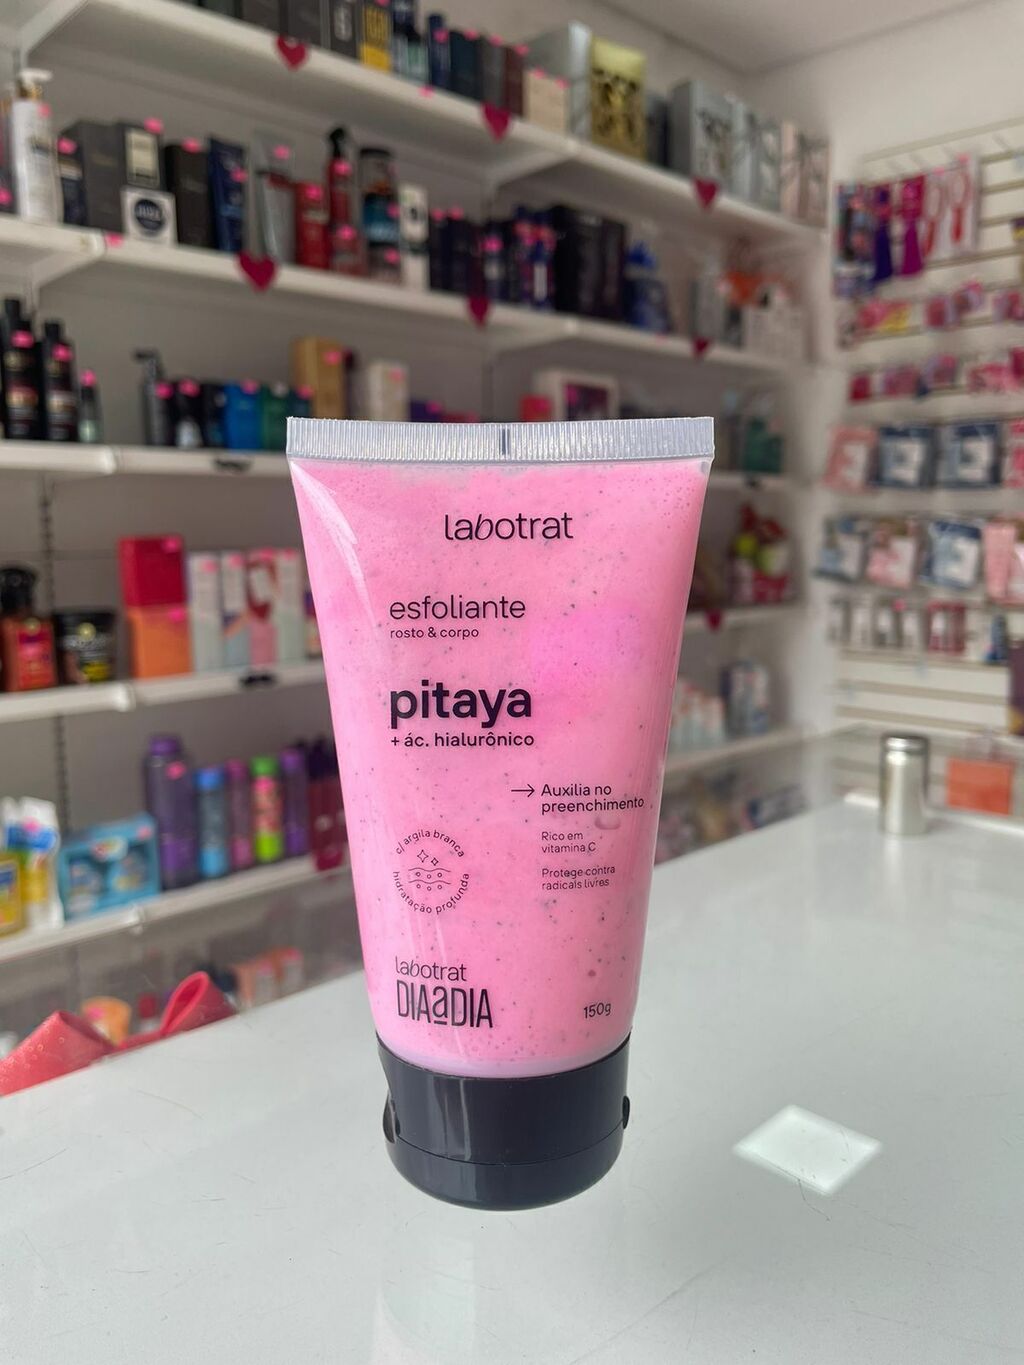 labotrat
esfoliante
rosto & corpo
pitaya
+ ác. hialurônico
→ Auxilia no
preenchimento
Rico em
vitamina C
Protege contra
radicais livres
c/ argila branca
hidratação profunda
labotrat
DIAaDIA
150g